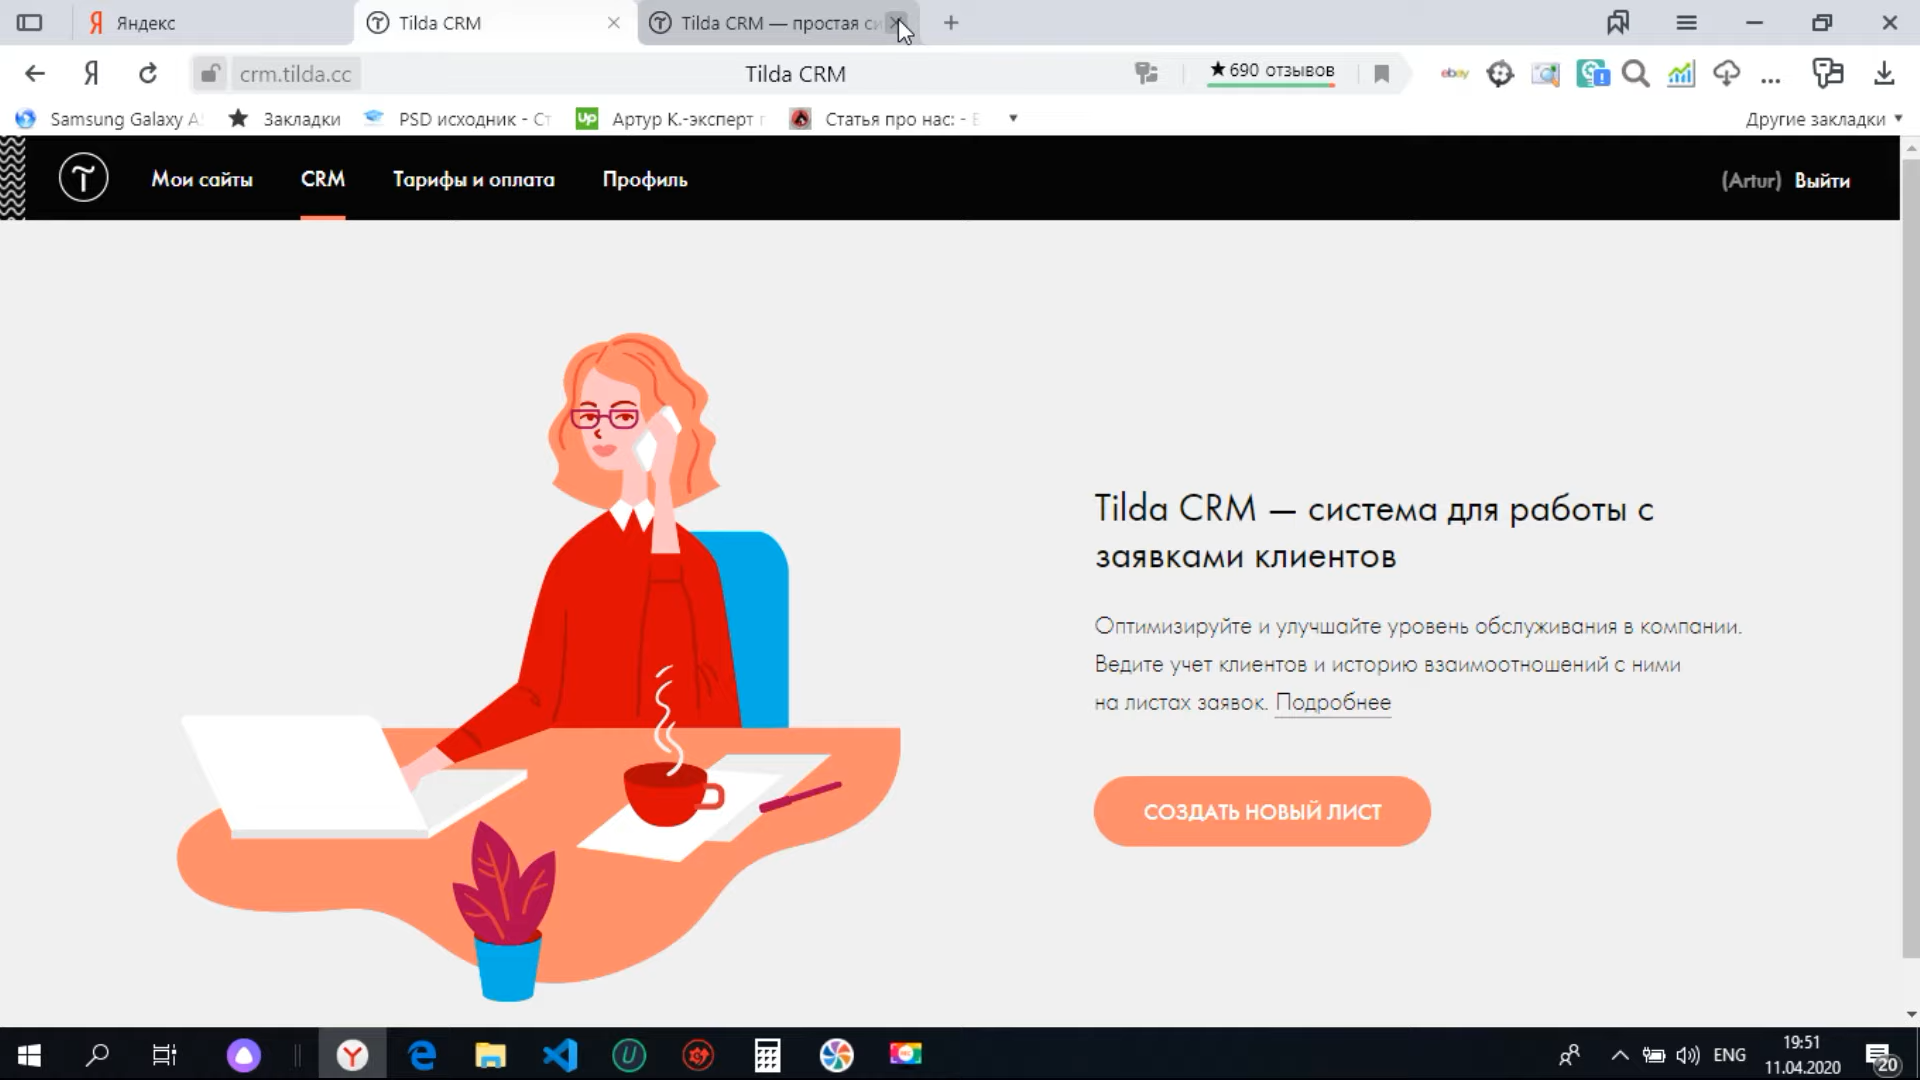 Яндекс
Tilda CRM
Tilda CRM — простая си
crm.tilda.cc
Tilda CRM
★ 690 отзывов
ebay
...
Samsung Galaxy A
Закладки
PSD исходник - Ст
Up
Артур К.-эксперт
Статья про нас: -
Другие закладки
Мои сайты
CRM
Тарифы и оплата
Профиль
(Artur)
Выйти
Tilda CRM — система для работы с
заявками клиентов
Оптимизируйте и улучшайте уровень обслуживания в компании.
Ведите учет клиентов и историю взаимоотношений с ними
на листах заявок. Подробнее
СОЗДАТЬ НОВЫЙ ЛИСТ
ENG
19:51
11.04.2020
20